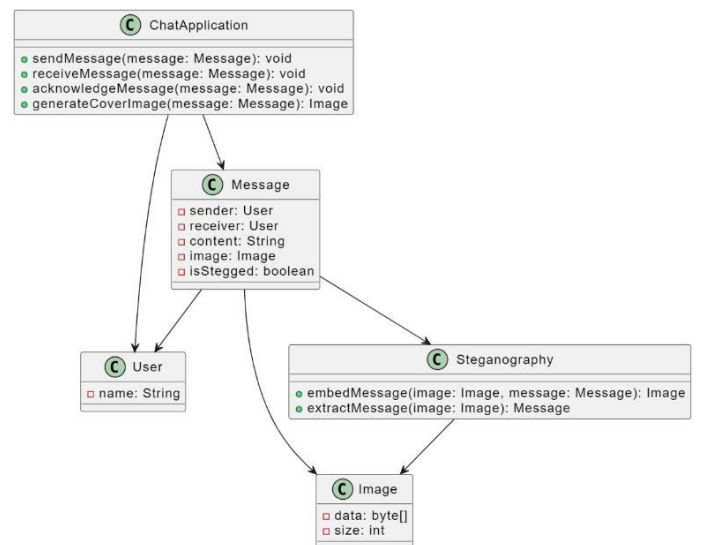 C ChatApplication
sendMessage(message: Message): void
receiveMessage(message: Message): void
acknowledgeMessage(message: Message): void
generateCoverImage(message: Message): Image
C Message
sender: User
receiver: User
content: String
image: Image
isStegged: boolean
C User
name: String
C Steganography
embedMessage(image: Image, message: Message): Image
extractMessage(image: Image): Message
C Image
data: byte[]
size: int